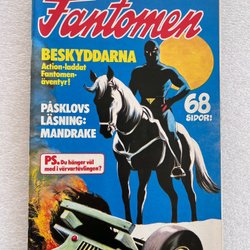 Fantomen
BESKYDDARNA
Action-laddat
Fantomen-
äventyr!
PÅSKLOVS
LÄSNING:
MANDRAKE
68
SIDOR!
PS. Du hänger väl
med i värvartävlingen?